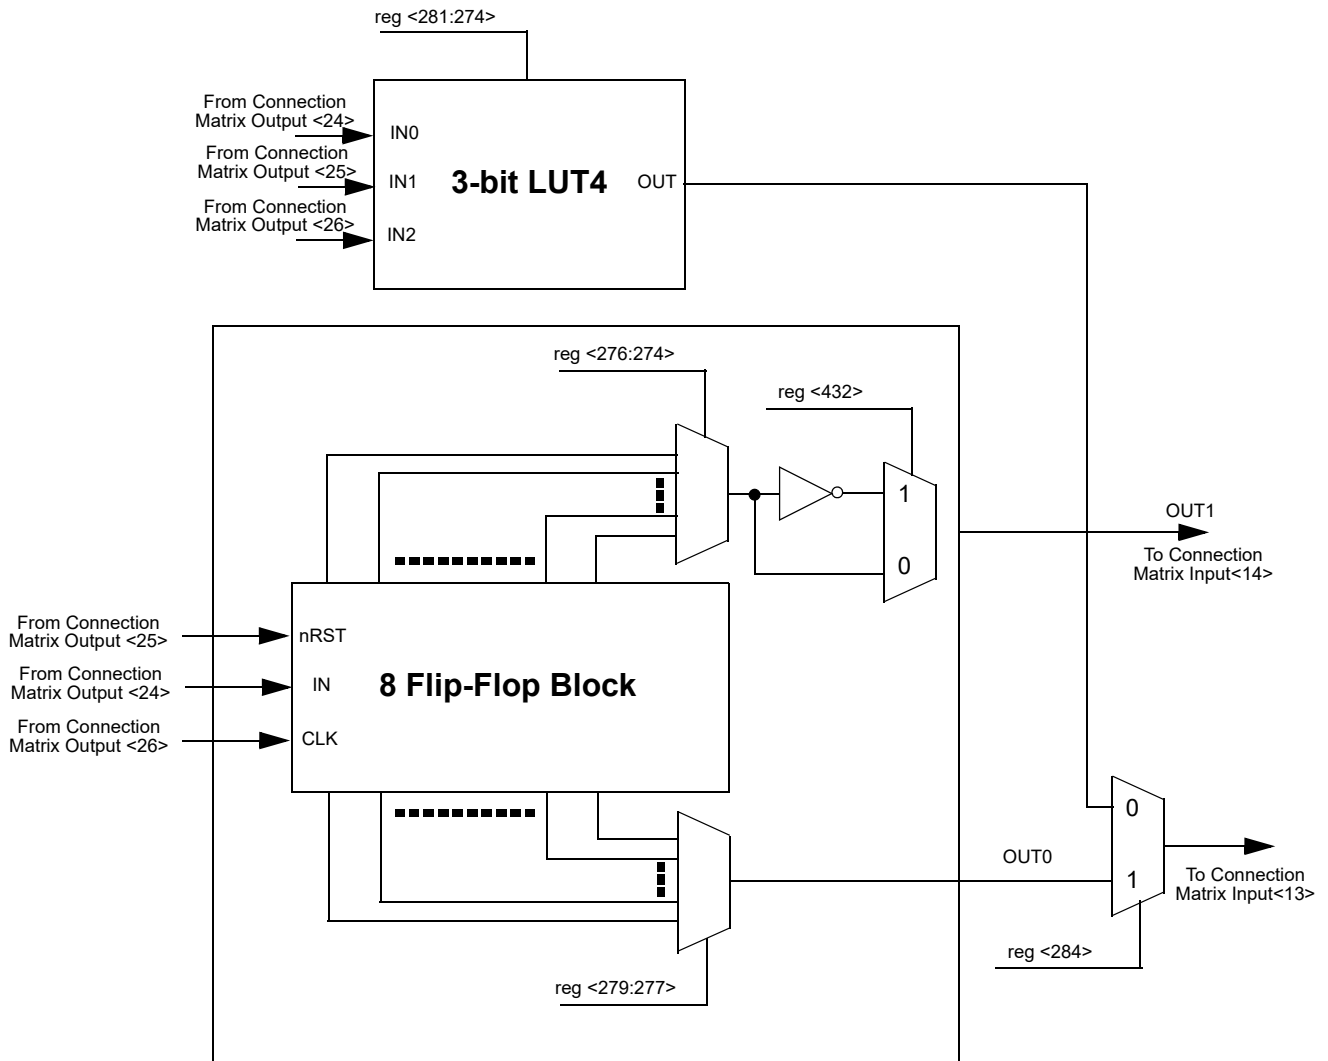 reg <281:274>
From Connection
Matrix Output <24>
IN0
From Connection
Matrix Output <25>
IN1
3-bit LUT4
OUT
From Connection
Matrix Output <26>
IN2
reg <276:274>
reg <432>
1
0
OUT1
To Connection
Matrix Input<14>
From Connection
Matrix Output <25>
nRST
From Connection
Matrix Output <24>
IN
8 Flip-Flop Block
From Connection
Matrix Output <26>
CLK
0
OUT0
1
To Connection
Matrix Input<13>
reg <284>
reg <279:277>